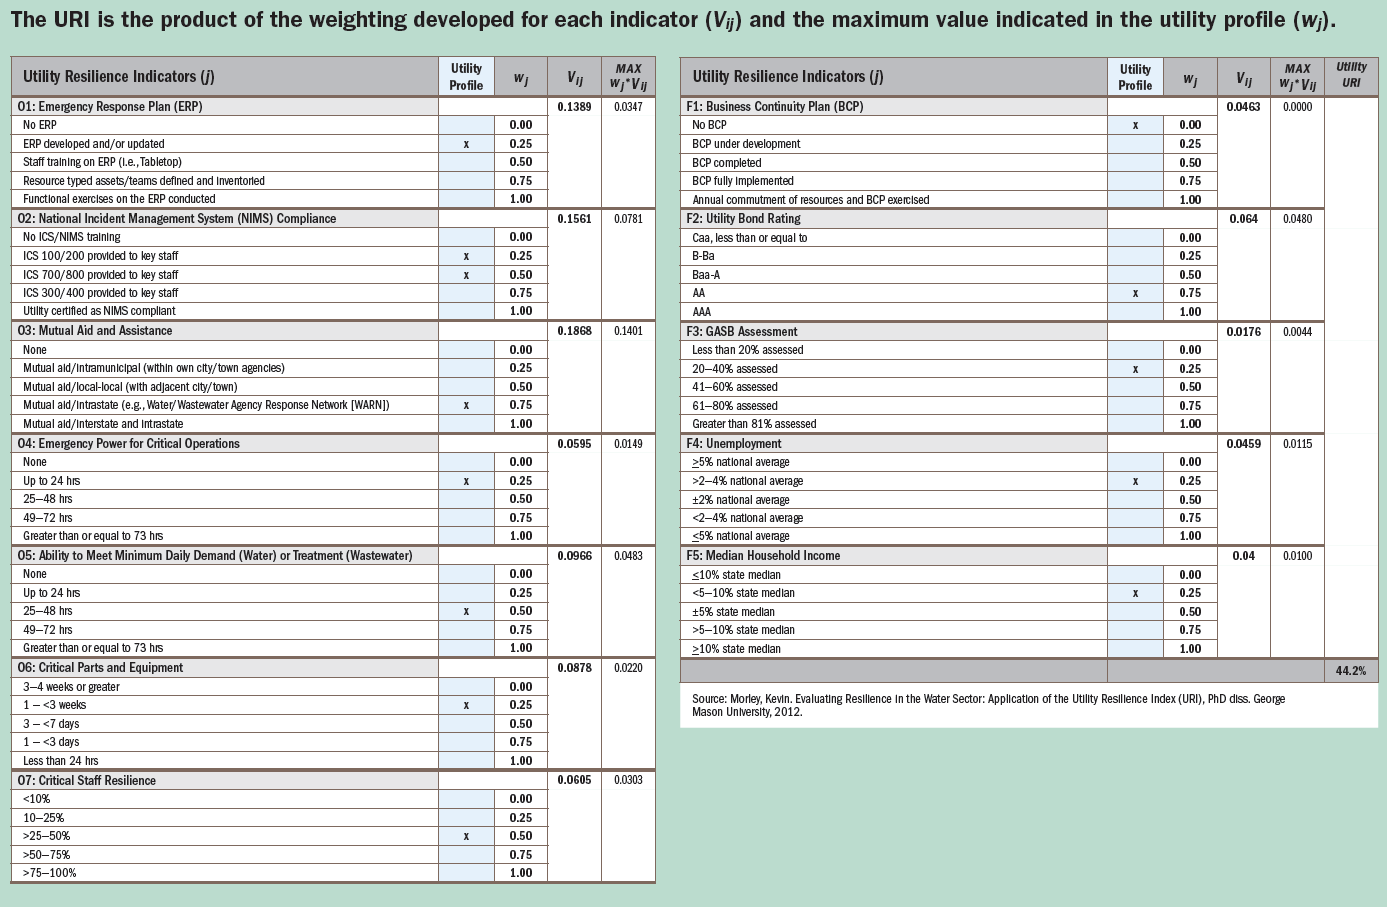 The URI is the product of the weighting developed for each indicator (Vij) and the maximum value indicated in the utility profile (wj).
Utility Resilience Indicators (j) Utility Profile wj Vij MAX wj*Vij
O1: Emergency Response Plan (ERP) 0.1389 0.0347
No ERP 0.00
ERP developed and/or updated x 0.25
Staff training on ERP (i.e., Tabletop) 0.50
Resource typed assets/teams defined and inventoried 0.75
Functional exercises on the ERP conducted 1.00
O2: National Incident Management System (NIMS) Compliance 0.1561 0.0781
No ICS/NIMS training 0.00
ICS 100/200 provided to key staff x 0.25
ICS 700/800 provided to key staff x 0.50
ICS 300/400 provided to key staff 0.75
Utility certified as NIMS compliant 1.00
O3: Mutual Aid and Assistance 0.1868 0.1401
None 0.00
Mutual aid/intramunicipal (within own city/town agencies) 0.25
Mutual aid/local-local (with adjacent city/town) 0.50
Mutual aid/intrastate (e.g., Water/Wastewater Agency Response Network [WARN]) x 0.75
Mutual aid/interstate and intrastate 1.00
O4: Emergency Power for Critical Operations 0.0595 0.0149
None 0.00
Up to 24 hrs x 0.25
25–48 hrs 0.50
49–72 hrs 0.75
Greater than or equal to 73 hrs 1.00
O5: Ability to Meet Minimum Daily Demand (Water) or Treatment (Wastewater) 0.0966 0.0483
None 0.00
Up to 24 hrs 0.25
25–48 hrs x 0.50
49–72 hrs 0.75
Greater than or equal to 73 hrs 1.00
O6: Critical Parts and Equipment 0.0878 0.0220
3–4 weeks or greater 0.00
1 – <3 weeks x 0.25
3 – <7 days 0.50
1 – <3 days 0.75
Less than 24 hrs 1.00
O7: Critical Staff Resilience 0.0605 0.0303
<10% 0.00
10–25% 0.25
>25–50% x 0.50
>50–75% 0.75
>75–100% 1.00
Utility Resilience Indicators (j) Utility Profile wj Vij MAX wj*Vij Utility URI
F1: Business Continuity Plan (BCP) 0.0463 0.0000
No BCP x 0.00
BCP under development 0.25
BCP completed 0.50
BCP fully implemented 0.75
Annual commutment of resources and BCP exercised 1.00
F2: Utility Bond Rating 0.064 0.0480
Caa, less than or equal to 0.00
B-Ba 0.25
Baa-A 0.50
AA x 0.75
AAA 1.00
F3: GASB Assessment 0.0176 0.0044
Less than 20% assessed 0.00
20–40% assessed x 0.25
41–60% assessed 0.50
61–80% assessed 0.75
Greater than 81% assessed 1.00
F4: Unemployment 0.0459 0.0115
≥5% national average 0.00
>2–4% national average x 0.25
±2% national average 0.50
<2–4% national average 0.75
≤5% national average 1.00
F5: Median Household Income 0.04 0.0100
≤10% state median 0.00
<5–10% state median x 0.25
±5% state median 0.50
>5–10% state median 0.75
≥10% state median 1.00
44.2%
Source: Morley, Kevin. Evaluating Resilience in the Water Sector: Application of the Utility Resilience Index (URI), PhD diss. George
Mason University, 2012.